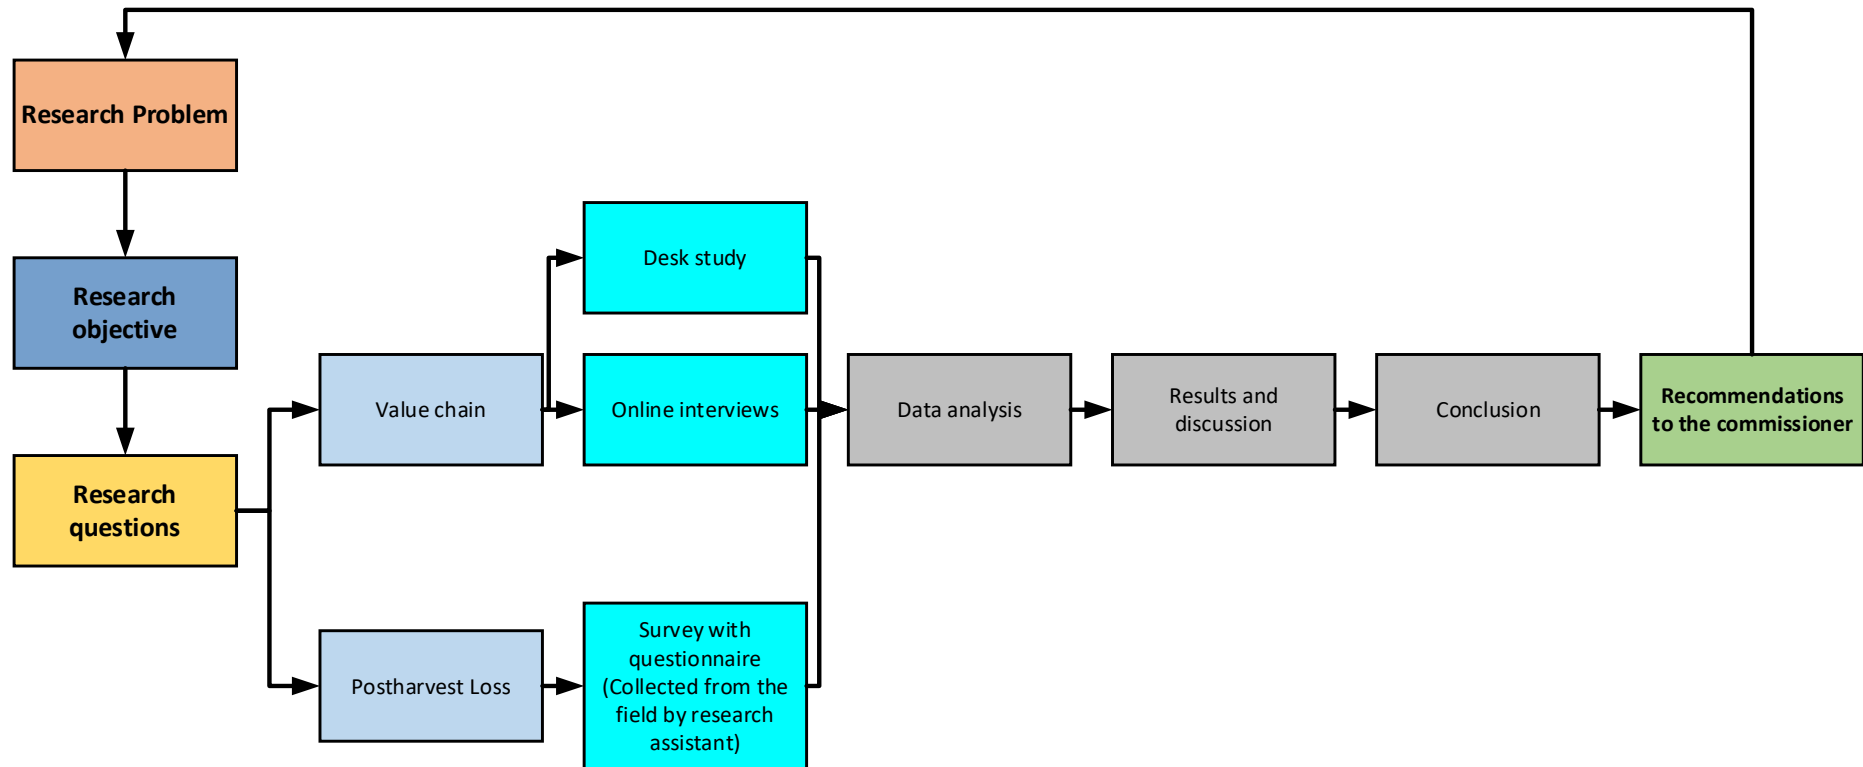 Research Problem
Research
objective
Research
questions
Value chain
Postharvest Loss
Desk study
Online interviews
Survey with
questionnaire
(Collected from the
field by research
assistant)
Data analysis
Results and
discussion
Conclusion
Recommendations
to the commissioner